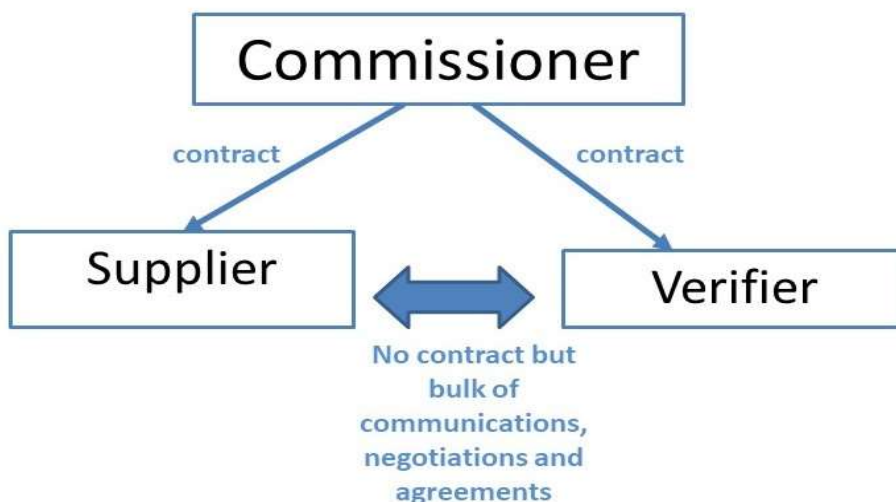 Commissioner
contract
contract
Supplier
Verifier
No contract but
bulk of
communications,
negotiations and
agreements